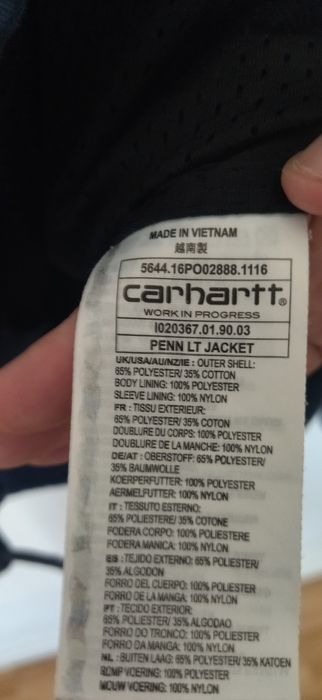 MADE IN VIETNAM
越南製
5644.16PO02888.1116
carhartt®
WORK IN PROGRESS
I020367.01.90.03
PENN LT JACKET
UK/USA/AU/NZ/IE : OUTER SHELL:
65% POLYESTER/ 35% COTTON
BODY LINING: 100% POLYESTER
SLEEVE LINING: 100% NYLON
FR : TISSU EXTERIEUR:
65% POLYESTER/ 35% COTON
DOUBLURE DU CORPS: 100% POLYESTER
DOUBLURE DE LA MANCHE: 100% NYLON
DE/AT : OBERSTOFF: 65% POLYESTER/
35% BAUMWOLLE
KOERPERFUTTER: 100% POLYESTER
AERMELFUTTER: 100% NYLON
IT : TESSUTO ESTERNO:
65% POLIESTERE/ 35% COTONE
FODERA CORPO: 100% POLIESTERE
FODERA MANICA: 100% NYLON
ES :TEJIDO EXTERNO: 65% POLIESTER/
35% ALGODON
FORRO DEL CUERPO: 100% POLIESTER
FORRO DE LA MANGA: 100% NYLON
PT :TECIDO EXTERIOR:
65% POLIESTER/ 35% ALGODAO
FORRO DO TRONCO: 100% POLIESTER
FORRO DA MANGA: 100% NYLON
NL : BUITEN LAAG: 65% POLYESTER/ 35% KATOEN
ROMP VOERING: 100% POLYESTER
MOUW VOERING: 100% NYLON